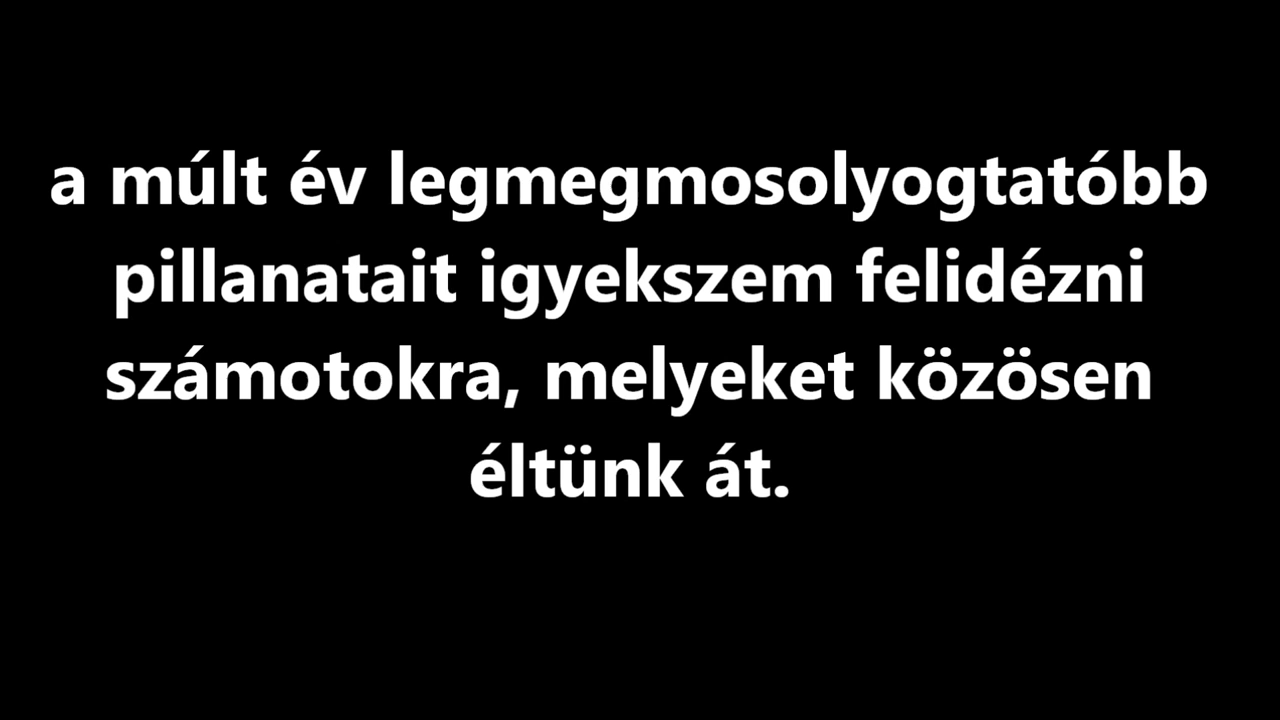 a múlt év legmegmosolyogtatóbb
pillanatait igyekszem felidézni
számotokra, melyeket közösen
éltünk át.